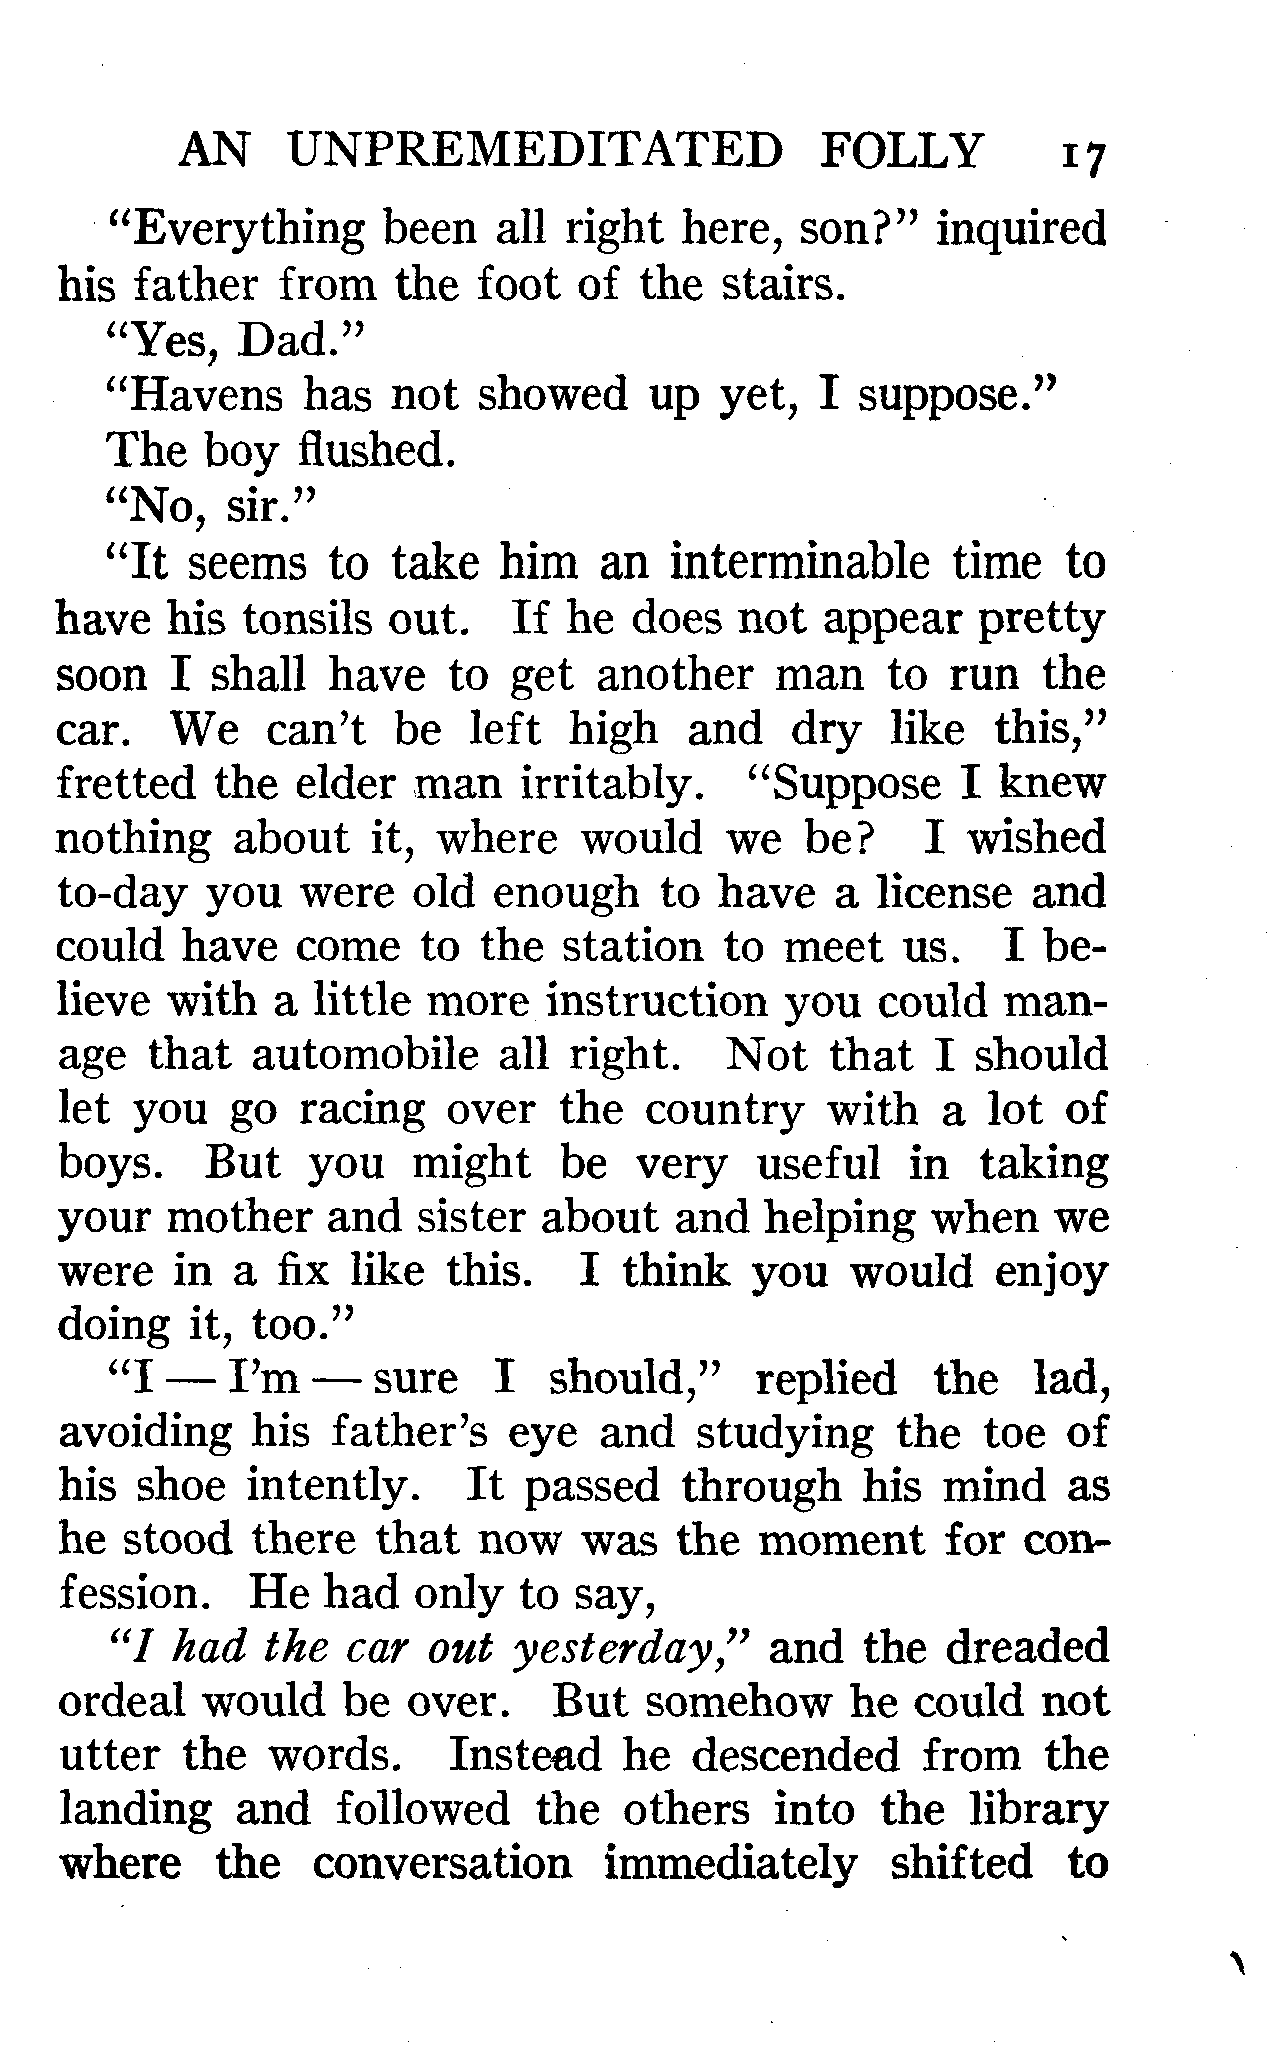 AN UNPREMEDITATED FOLLY 17
"Everything been all right here, son?" inquired
his father from the foot of the stairs.
"Yes, Dad."
"Havens has not showed up yet, I suppose."
The boy flushed.
"No, sir."
"It seems to take him an interminable time to
have his tonsils out. If he does not appear pretty
soon I shall have to get another man to run the
car. We can't be left high and dry like this,"
fretted the elder man irritably. "Suppose I knew
nothing about it, where would we be? I wished
to-day you were old enough to have a license and
could have come to the station to meet us. I be-
lieve with a little more instruction you could man-
age that automobile all right. Not that I should
let you go racing over the country with a lot of
boys. But you might be very useful in taking
your mother and sister about and helping when we
were in a fix like this. I think you would enjoy
doing it, too."
"I — I'm — sure I should," replied the lad,
avoiding his father's eye and studying the toe of
his shoe intently. It passed through his mind as
he stood there that now was the moment for con-
fession. He had only to say,
"I had the car out yesterday," and the dreaded
ordeal would be over. But somehow he could not
utter the words. Instead he descended from the
landing and followed the others into the library
where the conversation immediately shifted to